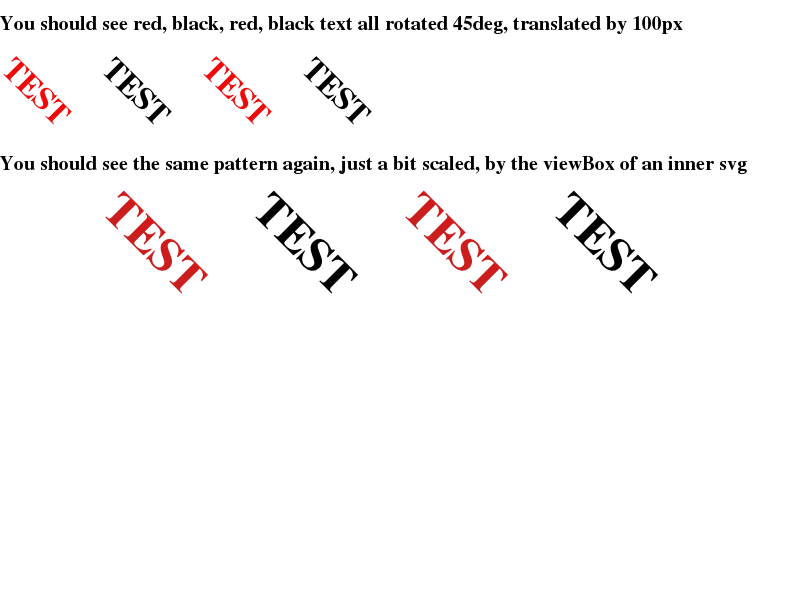 You should see red, black, red, black text all rotated 45deg, translated by 100px
TEST TEST TEST TEST
You should see the same pattern again, just a bit scaled, by the viewBox of an inner svg
TEST TEST TEST TEST